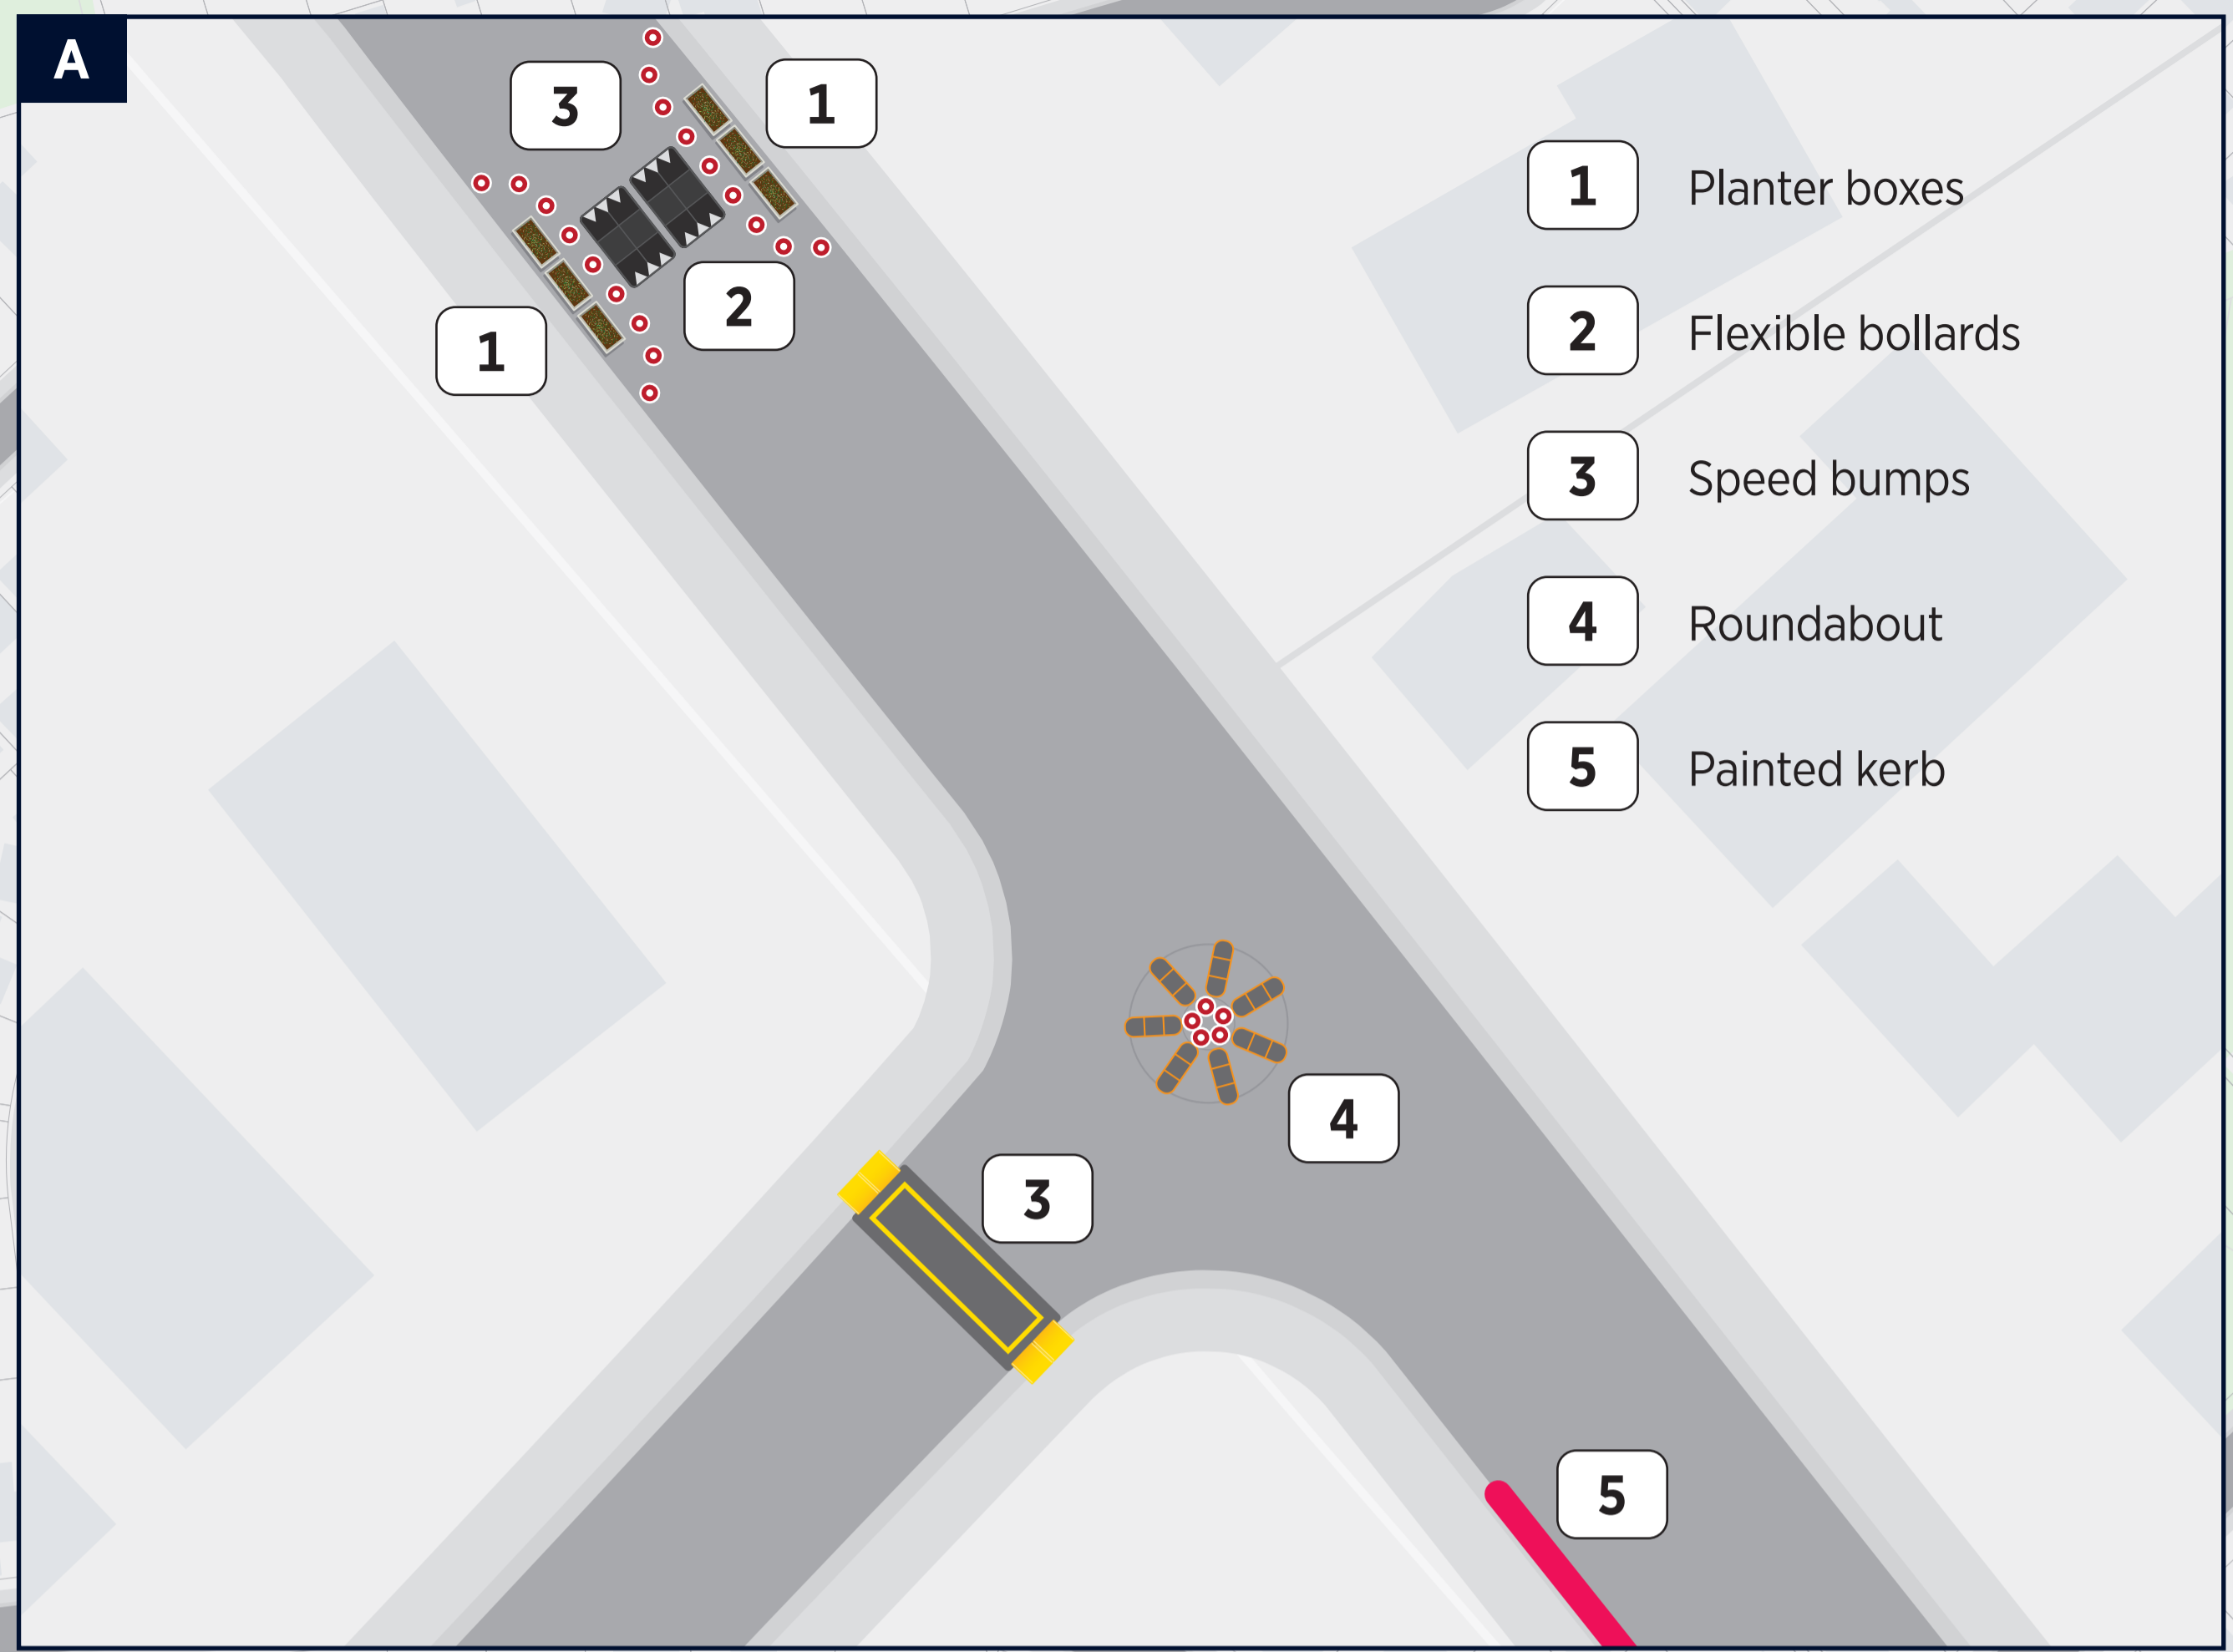 A
3
1
1
2
1 Planter boxes
2 Flexible bollards
3 Speed bumps
4 Roundabout
5 Painted kerb
4
3
5